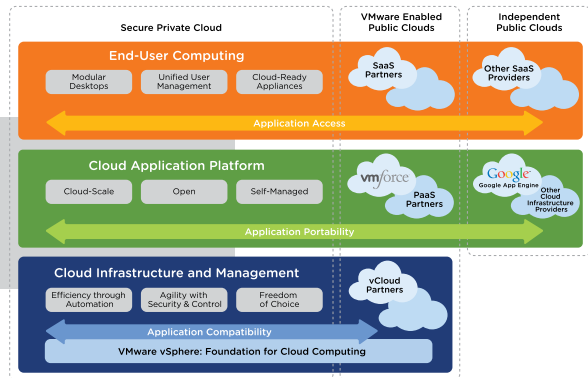 Secure Private Cloud
VMware Enabled
Public Clouds
Independent
Public Clouds
End-User Computing
Modular
Desktops
Unified User
Management
Cloud-Ready
Appliances
SaaS
Partners
Other SaaS
Providers
Application Access
Cloud Application Platform
Cloud-Scale
Open
Self-Managed
vmforce
PaaS
Partners
Google
Google App Engine
Other
Cloud
Infrastructure
Providers
Application Portability
Cloud Infrastructure and Management
Efficiency through
Automation
Agility with
Security & Control
Freedom
of Choice
vCloud
Partners
Application Compatibility
VMware vSphere: Foundation for Cloud Computing